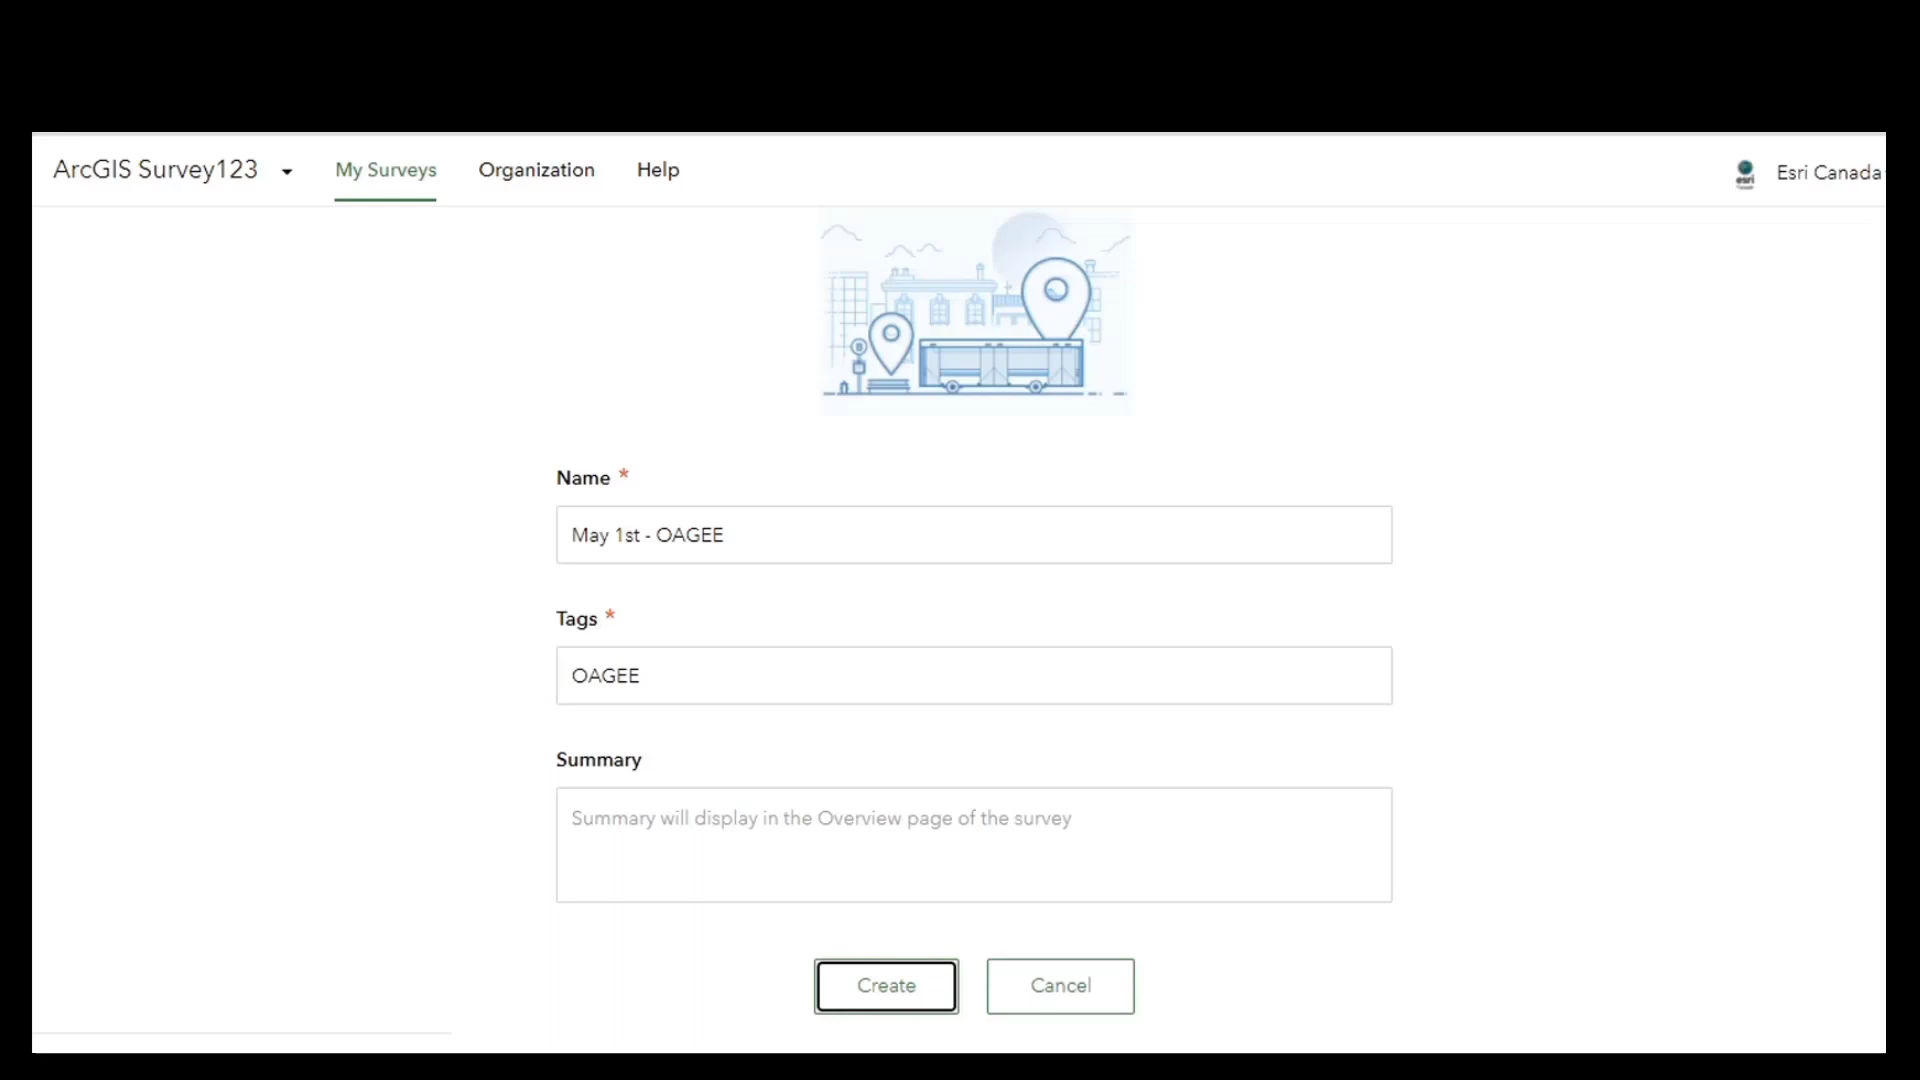 ArcGIS Survey123 My Surveys Organization Help esri Esri Canada
Name *
May 1st - OAGEE
Tags *
OAGEE
Summary
Summary will display in the Overview page of the survey
Create Cancel